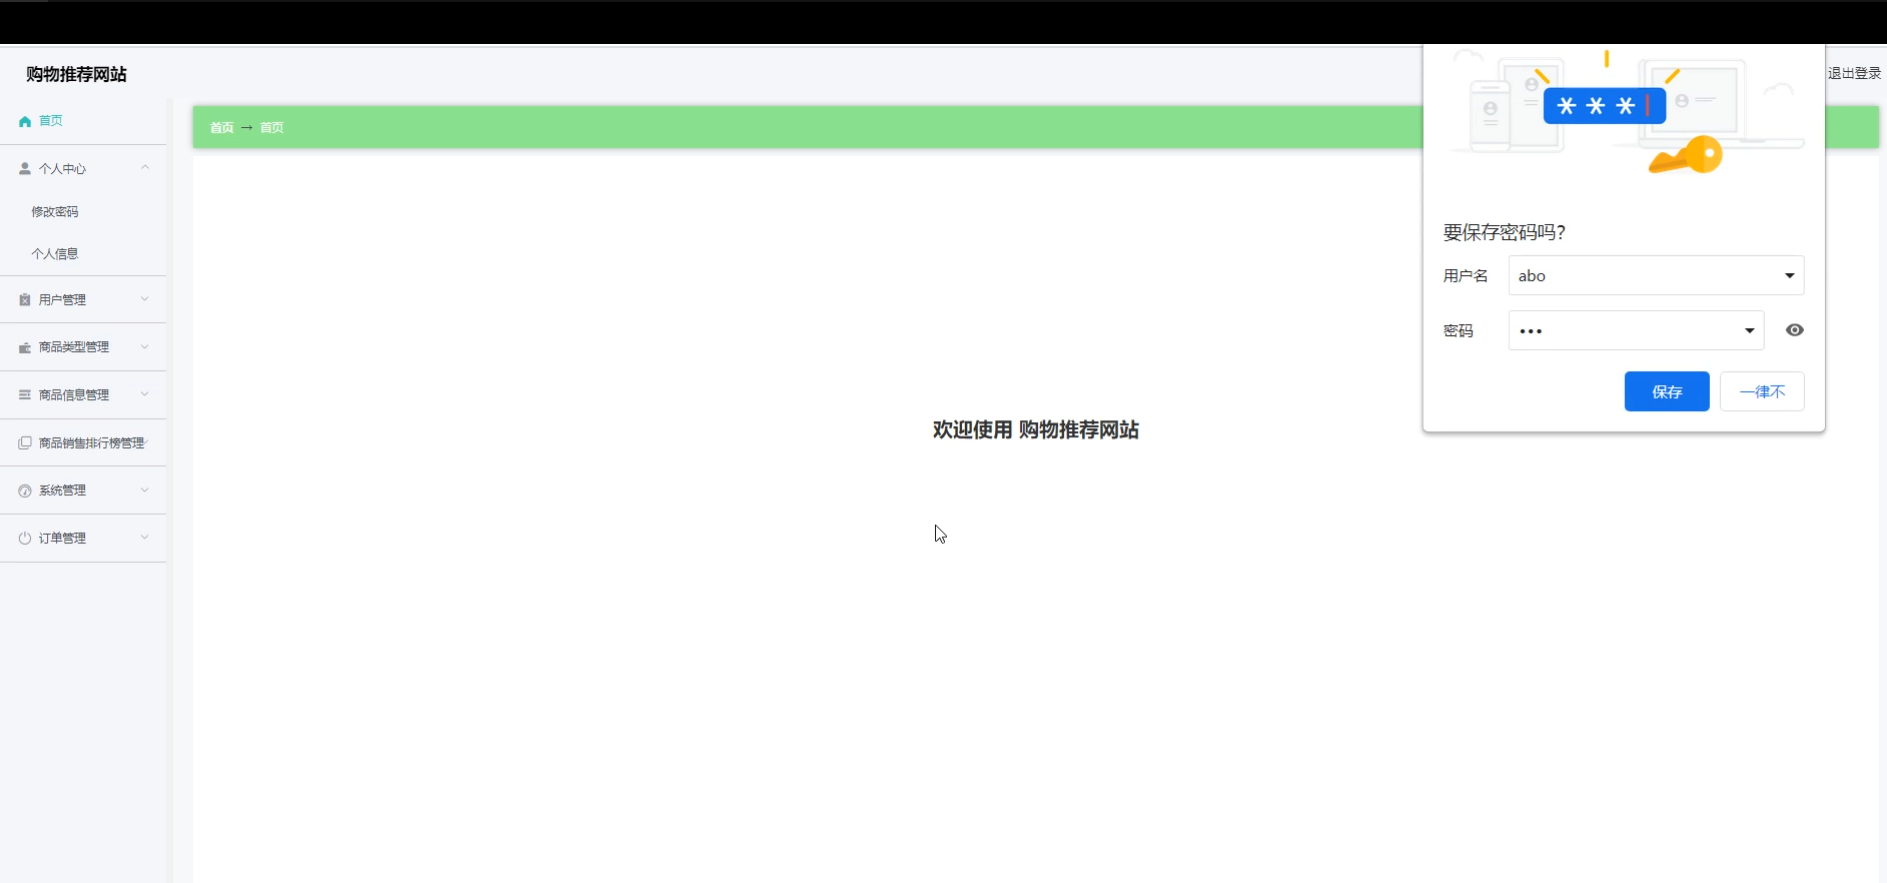 购物推荐网站
退出登录
首页
个人中心
修改密码
个人信息
用户管理
商品类型管理
商品信息管理
商品销售排行榜管理
系统管理
订单管理
首页 → 首页
欢迎使用 购物推荐网站
***
要保存密码吗?
用户名 abo
密码 •••
保存 一律不